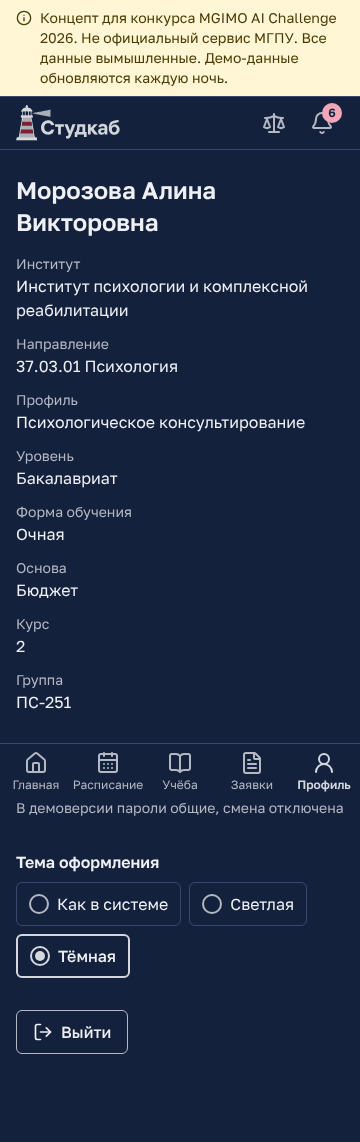 Концепт для конкурса MGIMO AI Challenge
2026. Не официальный сервис МГПУ. Все
данные вымышленные. Демо-данные
обновляются каждую ночь.
Студкаб
6
Морозова Алина
Викторовна
Институт
Институт психологии и комплексной
реабилитации
Направление
37.03.01 Психология
Профиль
Психологическое консультирование
Уровень
Бакалавриат
Форма обучения
Очная
Основа
Бюджет
Курс
2
Группа
ПС-251
Главная Расписание Учёба Заявки Профиль
В демоверсии пароли общие, смена отключена
Тема оформления
Как в системе Светлая
Тёмная
Выйти